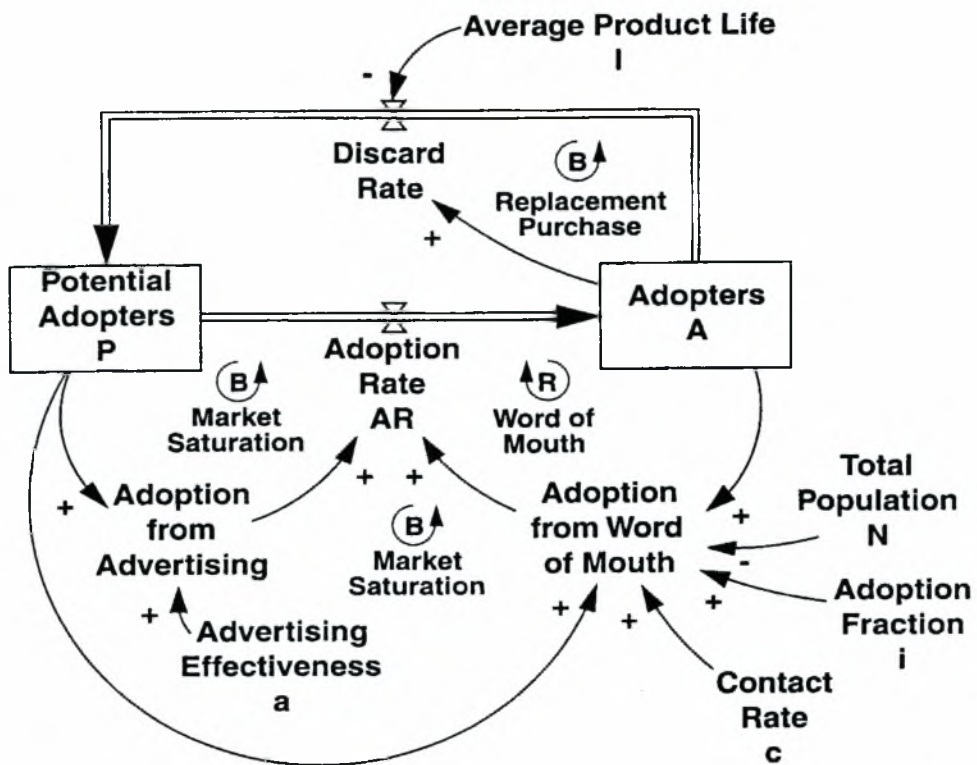 Average Product Life
l
-
Discard
Rate
+
B
Replacement
Purchase
Potential
Adopters
P
Adopters
A
Adoption
Rate
AR
B
Market
Saturation
R
Word of
Mouth
+
Adoption
from
Advertising
+
+
B
Market
Saturation
Adoption
from Word
of Mouth
+
-
+
Total
Population
N
Adoption
Fraction
i
+
Advertising
Effectiveness
a
+
+
Contact
Rate
c